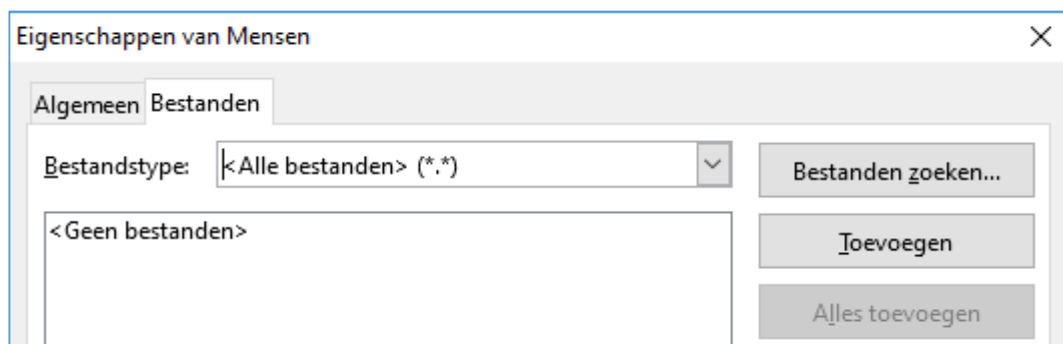 Eigenschappen van Mensen
Algemeen Bestanden
Bestandstype: <Alle bestanden> (*.*) Bestanden zoeken...
<Geen bestanden> Toevoegen
Alles toevoegen